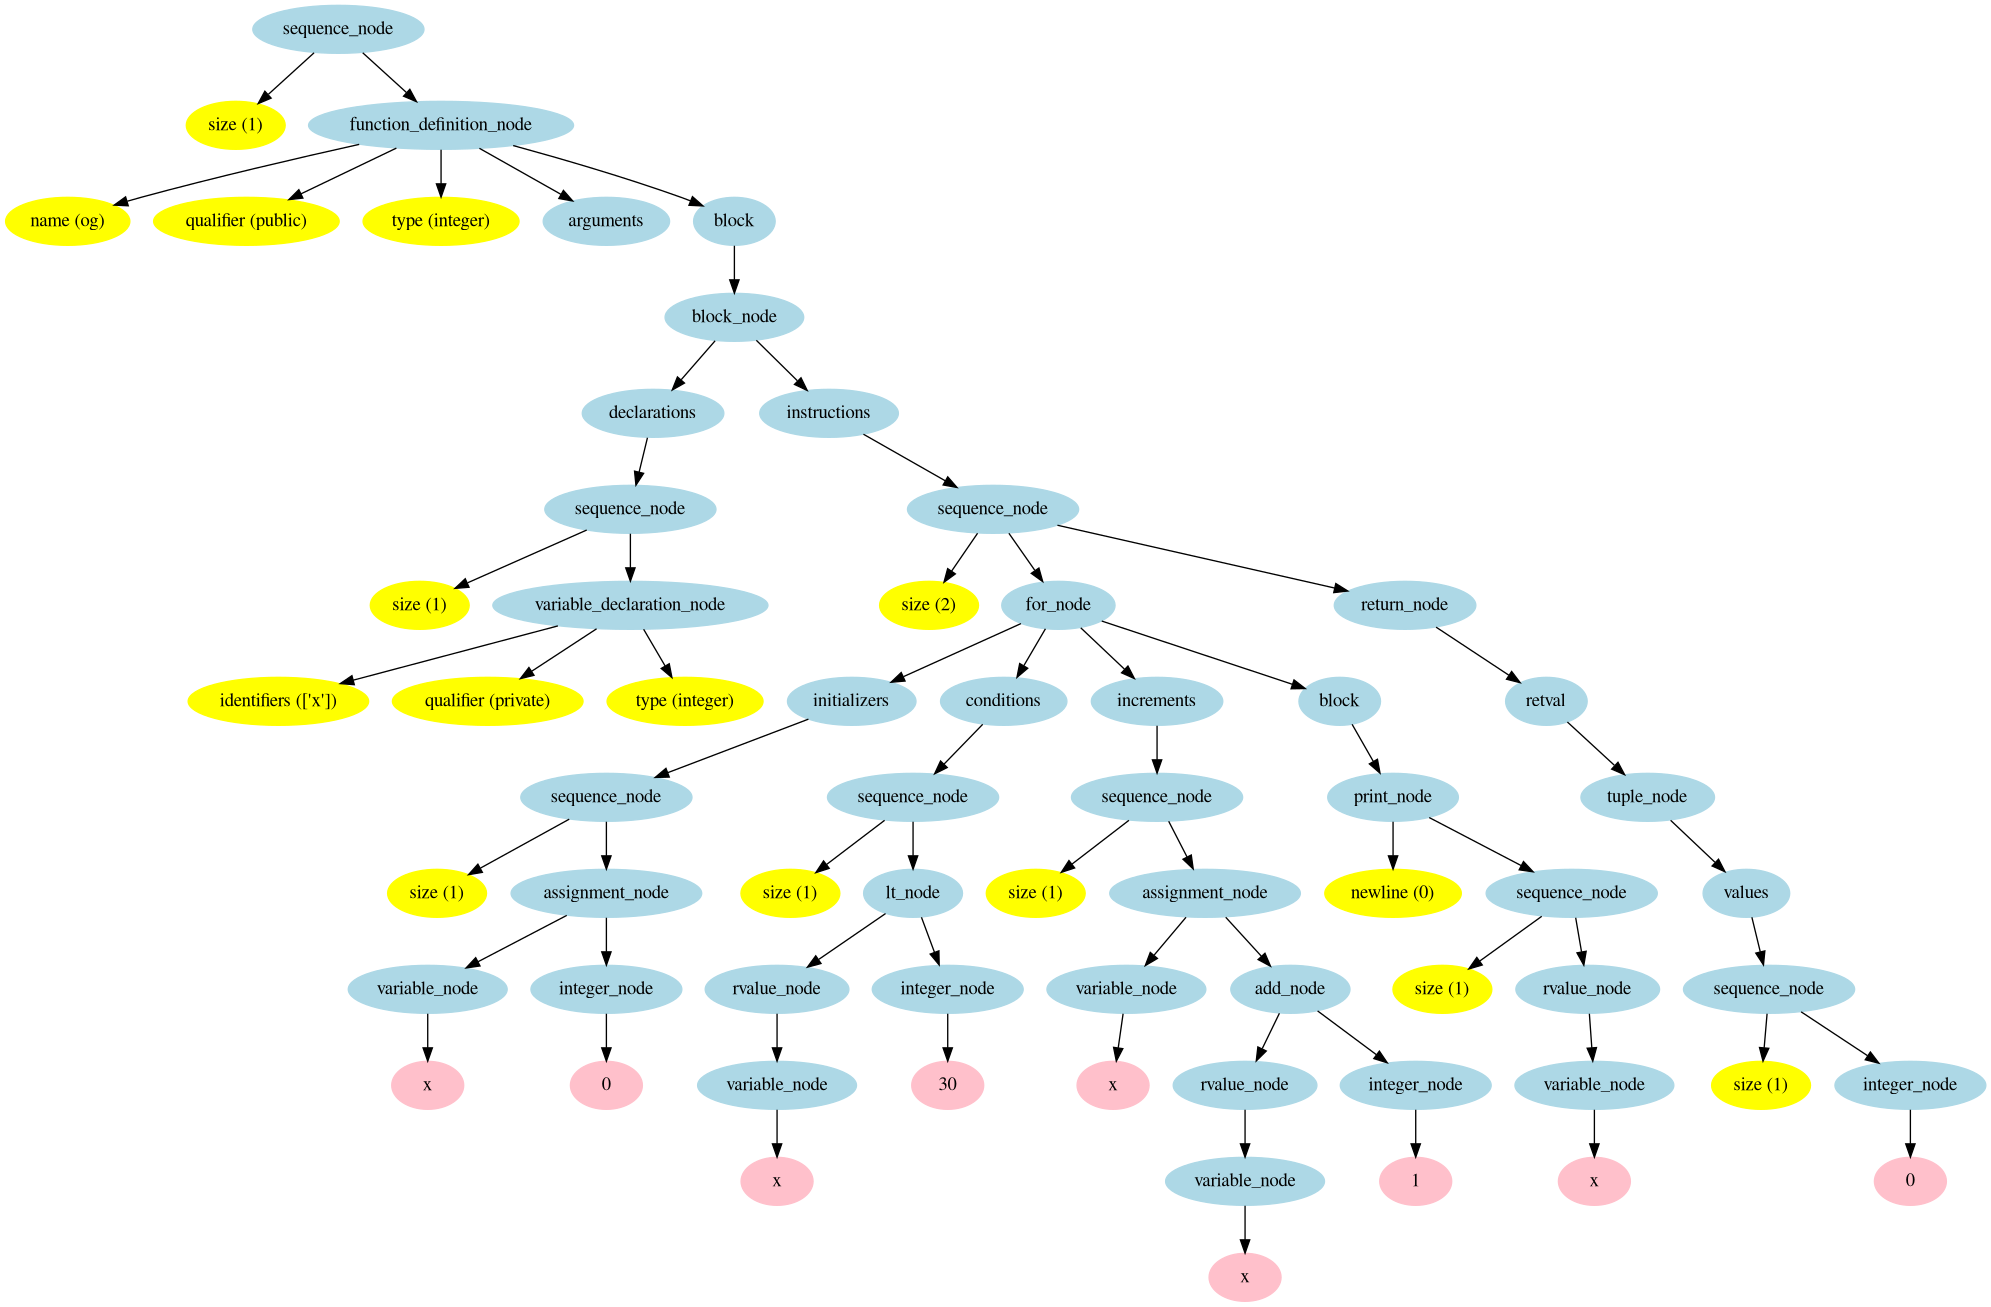 sequence_node
size (1)
function_definition_node
name (og)
qualifier (public)
type (integer)
arguments
block
block_node
declarations
instructions
sequence_node
sequence_node
size (1)
variable_declaration_node
size (2)
for_node
return_node
identifiers (['x'])
qualifier (private)
type (integer)
initializers
conditions
increments
block
retval
sequence_node
sequence_node
sequence_node
print_node
tuple_node
size (1)
assignment_node
size (1)
lt_node
size (1)
assignment_node
newline (0)
sequence_node
values
variable_node
integer_node
rvalue_node
integer_node
variable_node
add_node
size (1)
rvalue_node
sequence_node
x
0
variable_node
30
x
rvalue_node
integer_node
variable_node
size (1)
integer_node
x
variable_node
1
x
0
x